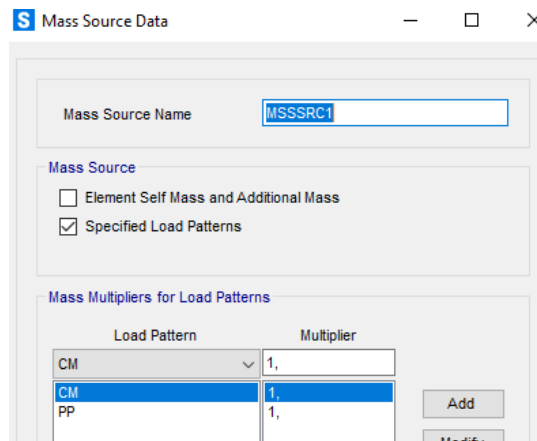 S Mass Source Data
Mass Source Name MSSSRC1
Mass Source
Element Self Mass and Additional Mass
Specified Load Patterns
Mass Multipliers for Load Patterns
Load Pattern Multiplier
CM 1,
CM 1,
PP 1,
Add
Modify